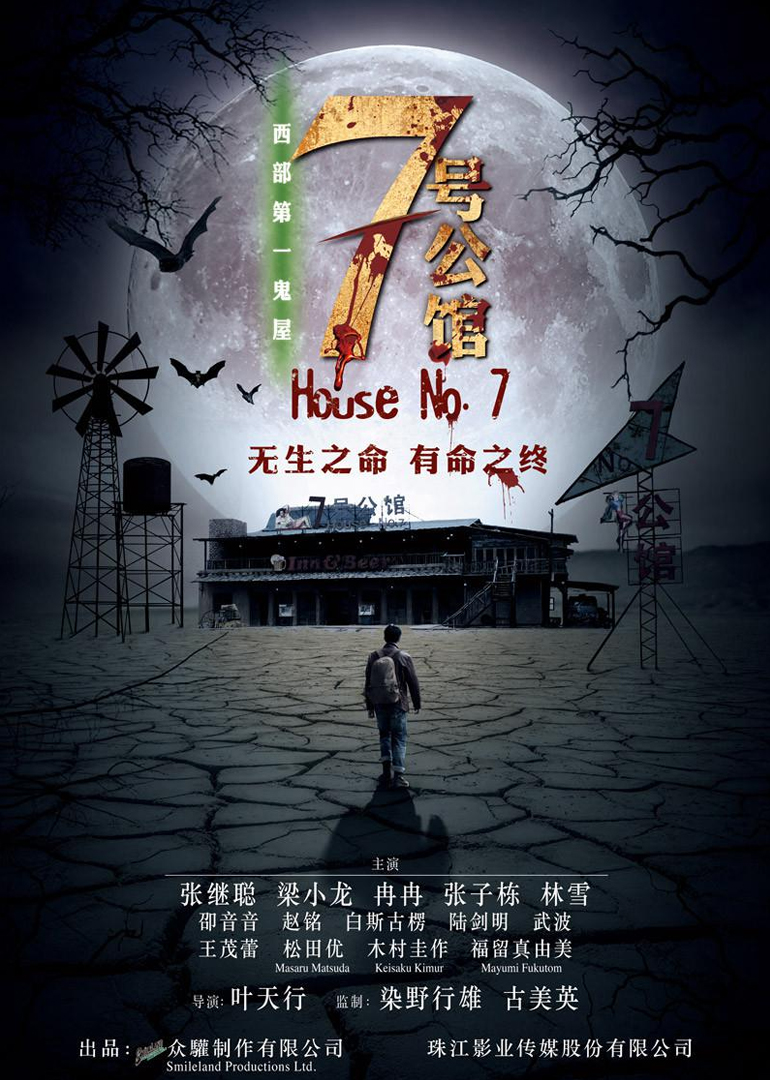 西部第一鬼屋
7号公馆
House No. 7
无生之命 有命之终
7号公馆
HOUSE NO.7
Inn & Beer
7
No.
公馆
主演
张继聪 梁小龙 冉冉 张子栋 林雪
邵音音 赵铭 白斯古楞 陆剑明 武波
王茂蕾 松田优 木村圭作 福留真由美
Masaru Matsuda Keisaku Kimur Mayumi Fukutom
导演: 叶天行 监制: 染野行雄 古美英
出品: 众驩制作有限公司 珠江影业传媒股份有限公司
Smileland Productions Ltd.